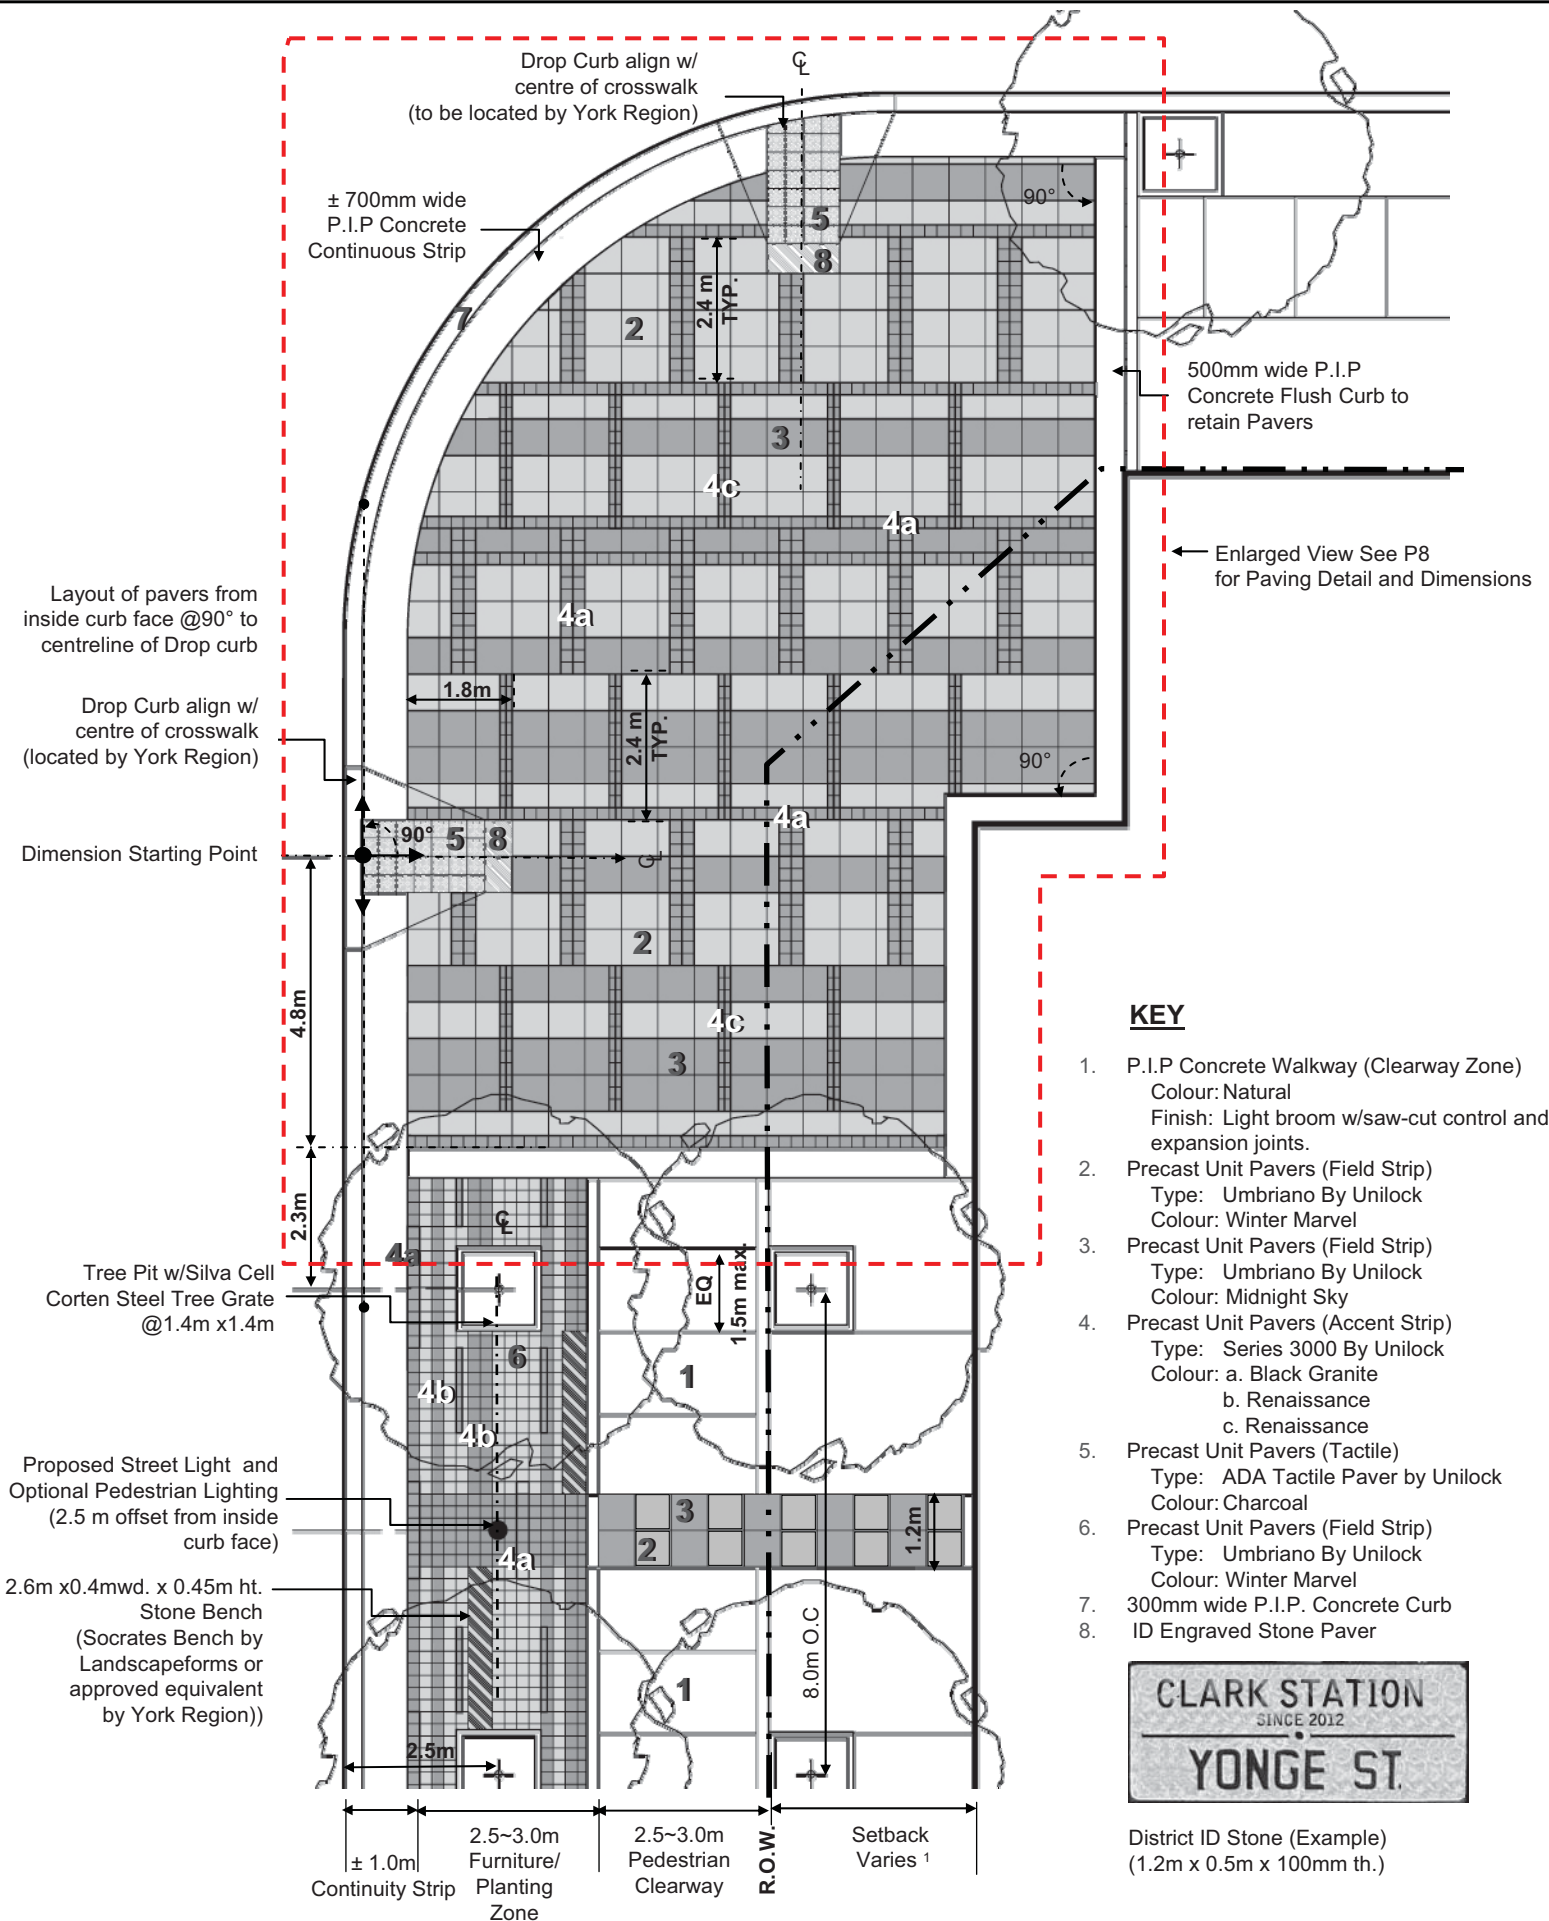 Drop Curb align w/
centre of crosswalk
(to be located by York Region)
℄
± 700mm wide
P.I.P Concrete
Continuous Strip
90°
5
8
7
2
2.4 m
TYP.
500mm wide P.I.P
Concrete Flush Curb to
retain Pavers
3
4c
4a
Enlarged View See P8
for Paving Detail and Dimensions
Layout of pavers from
inside curb face @90° to
centreline of Drop curb
4a
1.8m
2.4 m
TYP.
Drop Curb align w/
centre of crosswalk
(located by York Region)
90°
4a
90°
5
8
℄
Dimension Starting Point
2
4.8m
4c
3
2.3m
℄
4a
Tree Pit w/Silva Cell
Corten Steel Tree Grate
@1.4m x1.4m
EQ
1.5m max.
6
1
4b
4b
Proposed Street Light and
Optional Pedestrian Lighting
(2.5 m offset from inside
curb face)
3
2
1.2m
4a
2.6m x0.4mwd. x 0.45m ht.
Stone Bench
(Socrates Bench by
Landscapeforms or
approved equivalent
by York Region))
8.0m O.C
1
2.5m
± 1.0m
Continuity Strip
2.5~3.0m
Furniture/
Planting
Zone
2.5~3.0m
Pedestrian
Clearway
R.O.W.
Setback
Varies ¹
KEY
1. P.I.P Concrete Walkway (Clearway Zone)
Colour: Natural
Finish: Light broom w/saw-cut control and
expansion joints.
2. Precast Unit Pavers (Field Strip)
Type: Umbriano By Unilock
Colour: Winter Marvel
3. Precast Unit Pavers (Field Strip)
Type: Umbriano By Unilock
Colour: Midnight Sky
4. Precast Unit Pavers (Accent Strip)
Type: Series 3000 By Unilock
Colour: a. Black Granite
b. Renaissance
c. Renaissance
5. Precast Unit Pavers (Tactile)
Type: ADA Tactile Paver by Unilock
Colour: Charcoal
6. Precast Unit Pavers (Field Strip)
Type: Umbriano By Unilock
Colour: Winter Marvel
7. 300mm wide P.I.P. Concrete Curb
8. ID Engraved Stone Paver
CLARK STATION
SINCE 2012
YONGE ST.
District ID Stone (Example)
(1.2m x 0.5m x 100mm th.)